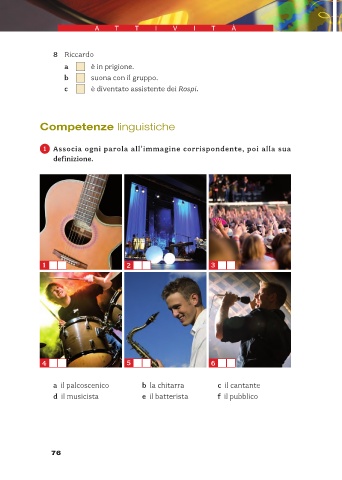 ATTIVITÀ
8 Riccardo
a è in prigione.
b suona con il gruppo.
c è diventato assistente dei Rospi.
Competenze linguistiche
1 Associa ogni parola all'immagine corrispondente, poi alla sua
definizione.
1 2 3
4 5 6
a il palcoscenico b la chitarra c il cantante
d il musicista e il batterista f il pubblico
76